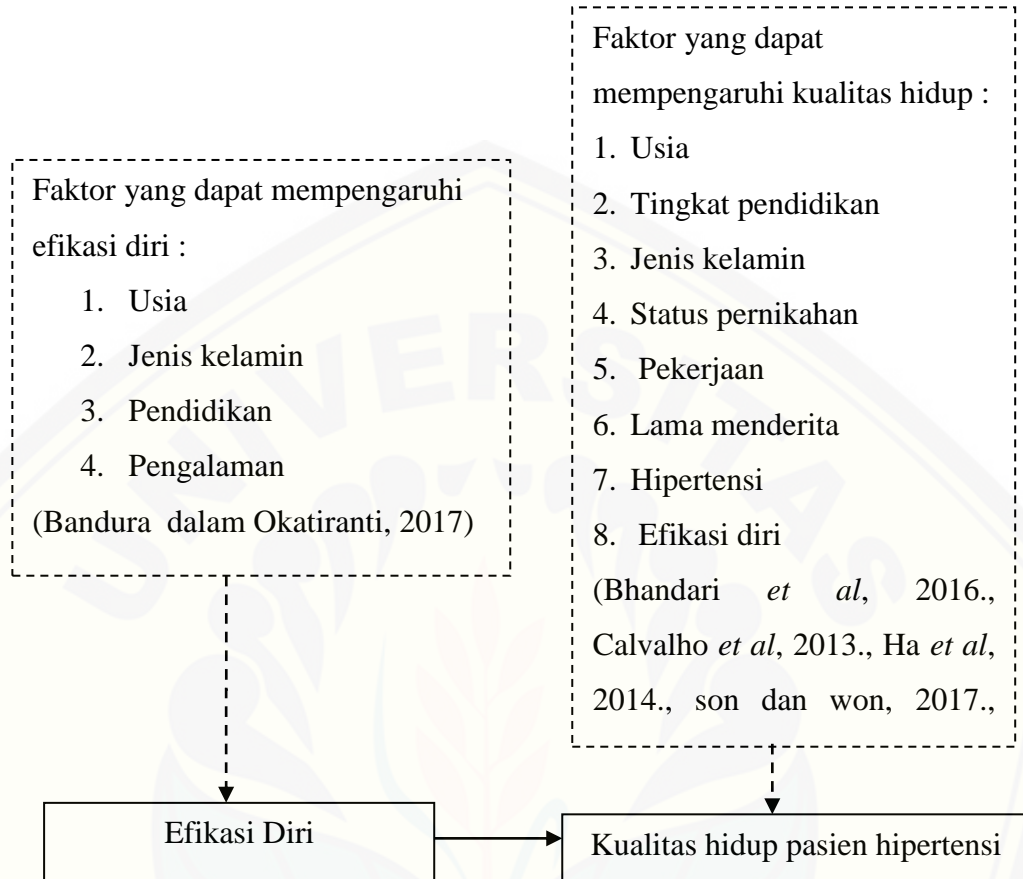 Faktor yang dapat mempengaruhi
efikasi diri :
1. Usia
2. Jenis kelamin
3. Pendidikan
4. Pengalaman
(Bandura dalam Okatiranti, 2017)
Faktor yang dapat
mempengaruhi kualitas hidup :
1. Usia
2. Tingkat pendidikan
3. Jenis kelamin
4. Status pernikahan
5. Pekerjaan
6. Lama menderita
7. Hipertensi
8. Efikasi diri
(Bhandari et al, 2016.,
Calvalho et al, 2013., Ha et al,
2014., son dan won, 2017.,
Efikasi Diri
Kualitas hidup pasien hipertensi
UNIVERSITAS